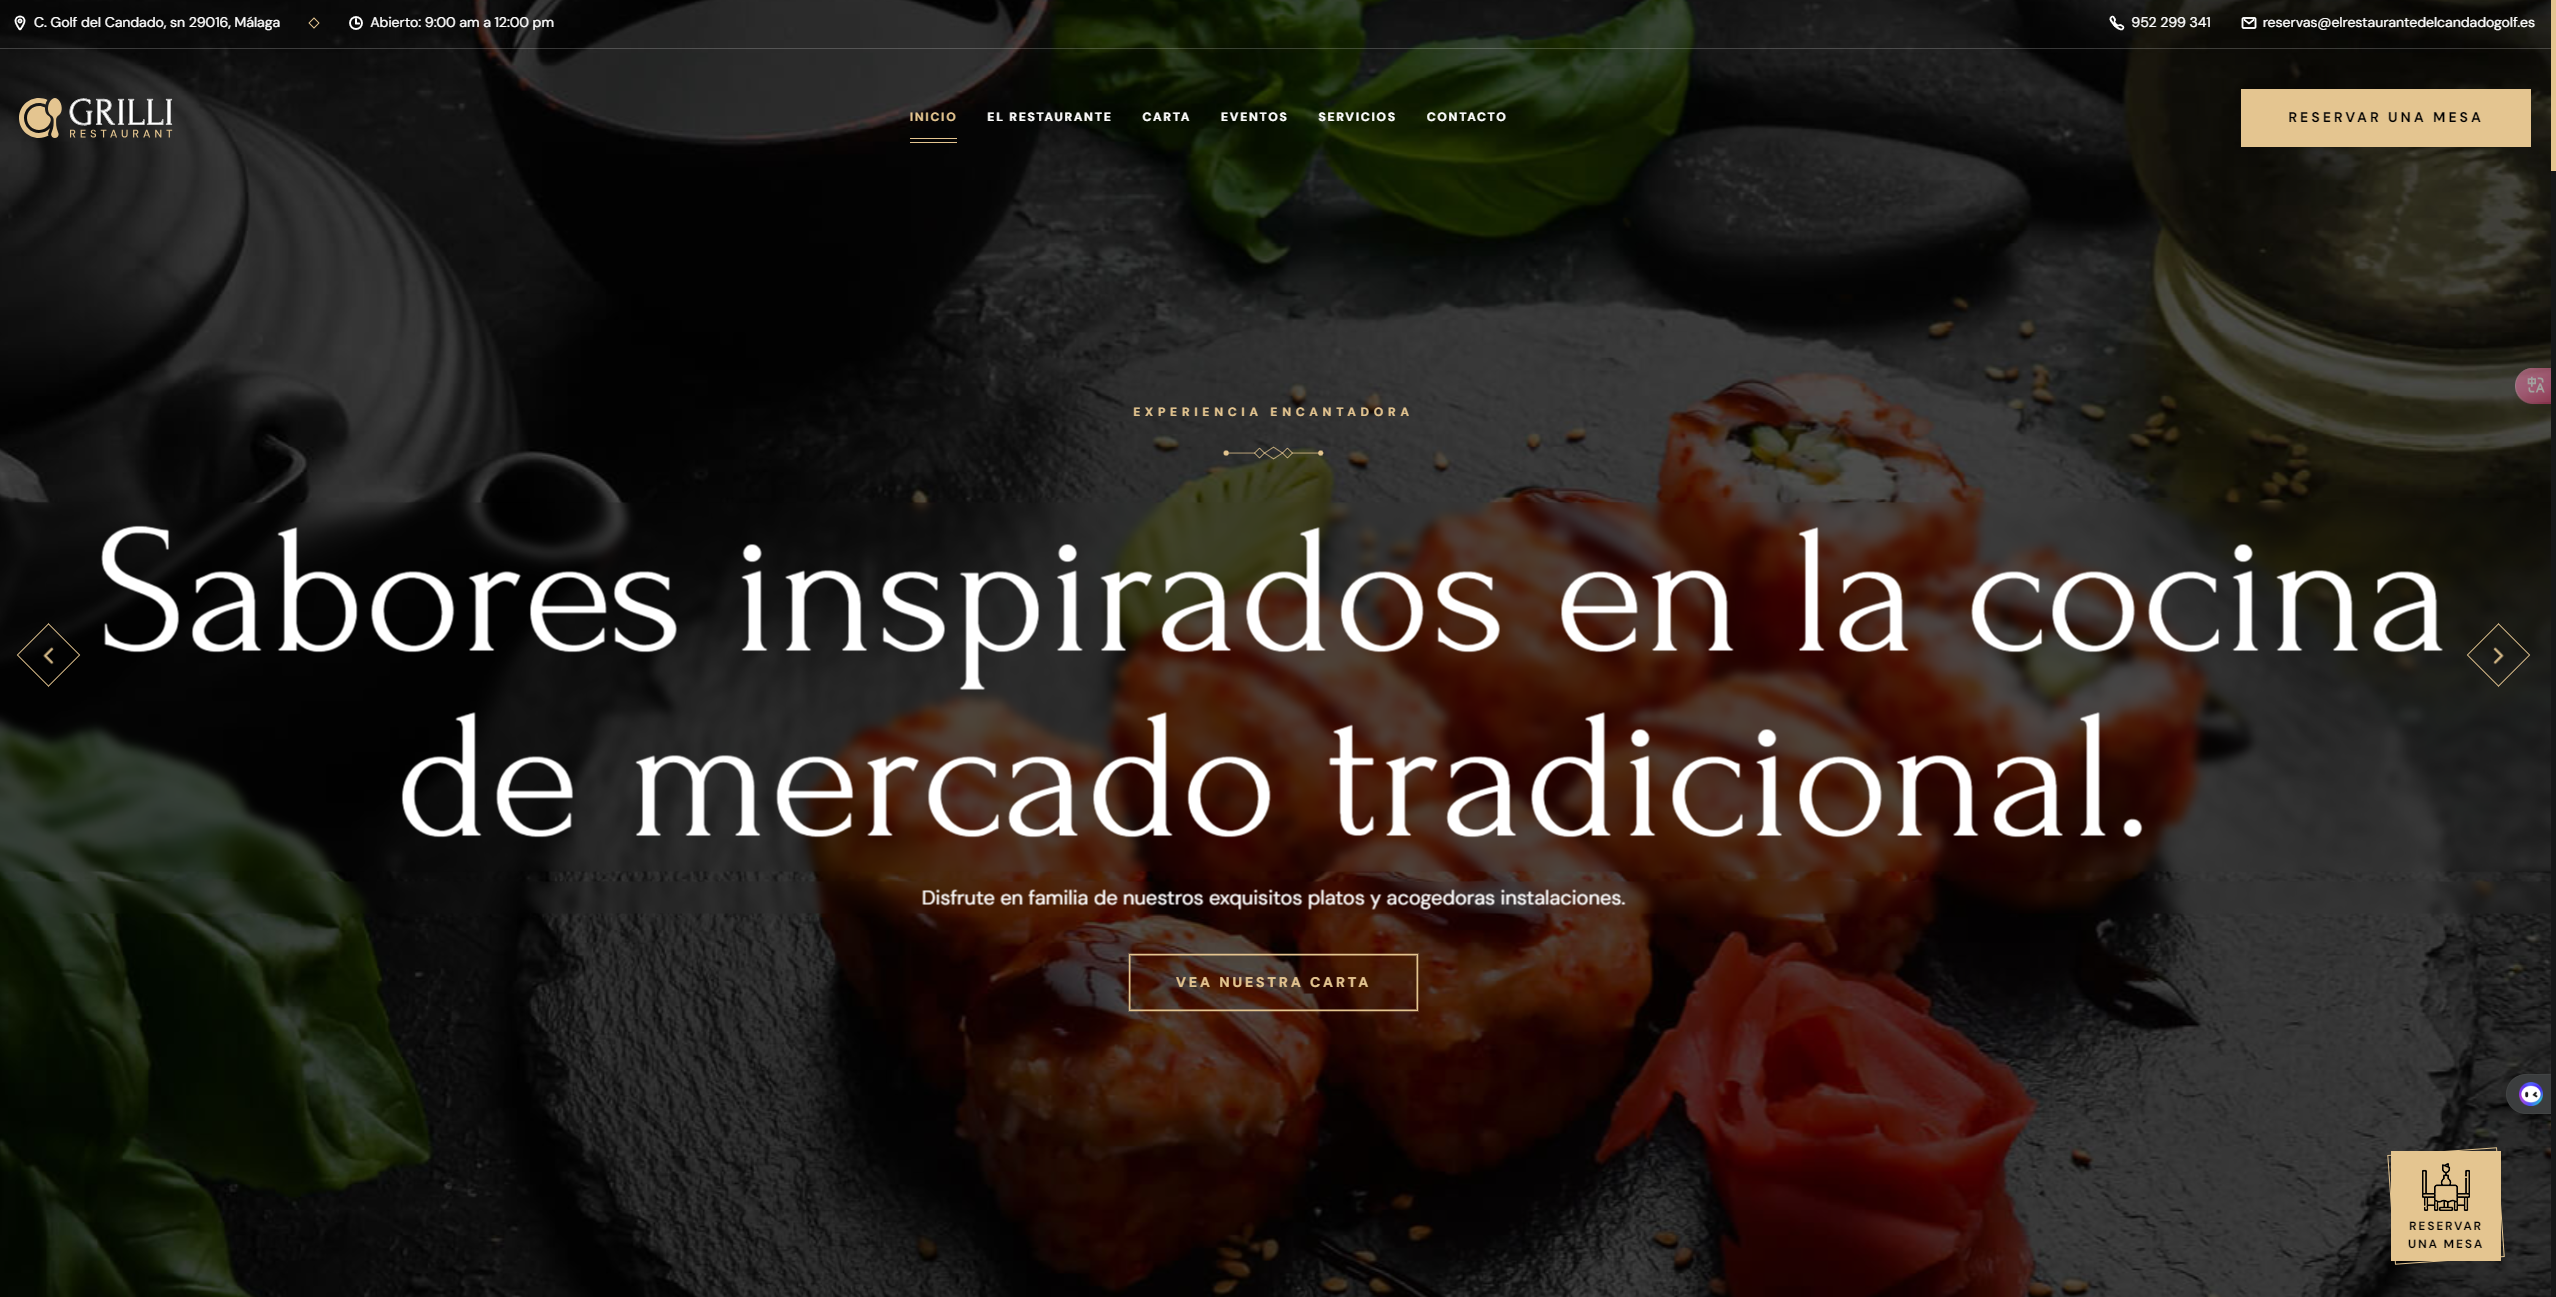 C. Golf del Candado, sn 29016, Málaga
Abierto: 9:00 am a 12:00 pm
952 299 341
reservas@elrestaurantedelcandadogolf.es
GRILLI
RESTAURANT
INICIO
EL RESTAURANTE
CARTA
EVENTOS
SERVICIOS
CONTACTO
RESERVAR UNA MESA
EXPERIENCIA ENCANTADORA
Sabores inspirados en la cocina
de mercado tradicional.
Disfrute en familia de nuestros exquisitos platos y acogedoras instalaciones.
VEA NUESTRA CARTA
RESERVAR
UNA MESA